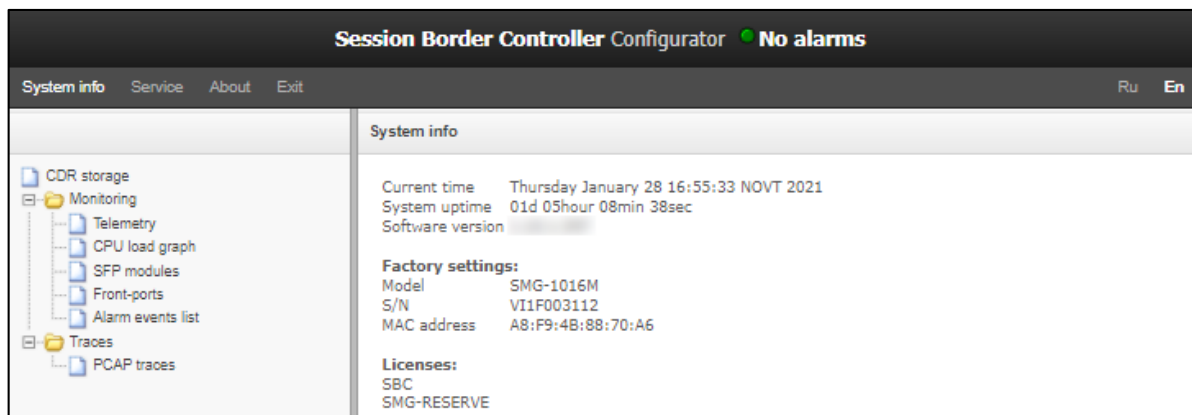 Session Border Controller Configurator No alarms
System info Service About Exit Ru En
System info
CDR storage
Monitoring
Telemetry
CPU load graph
SFP modules
Front-ports
Alarm events list
Traces
PCAP traces
Current time Thursday January 28 16:55:33 NOVT 2021
System uptime 01d 05hour 08min 38sec
Software version
Factory settings:
Model SMG-1016M
S/N VI1F003112
MAC address A8:F9:4B:88:70:A6
Licenses:
SBC
SMG-RESERVE